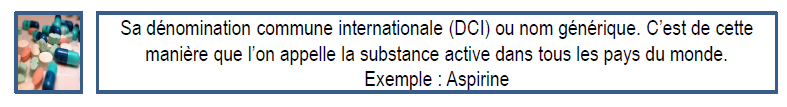 Sa dénomination commune internationale (DCI) ou nom générique. C’est de cette
manière que l’on appelle la substance active dans tous les pays du monde.
Exemple : Aspirine